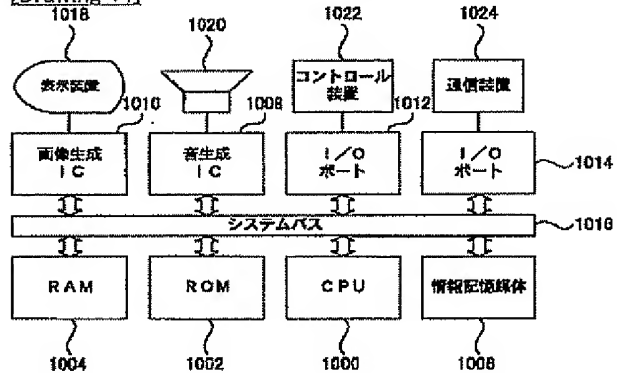 1018
1020
1022
1024
表示装置
コントロール
装置
通信装置
1010
1008
1012
画像生成
IC
音生成
IC
I/O
ポート
I/O
ポート
1014
システムバス
1016
RAM
ROM
CPU
情報記憶媒体
1004
1002
1000
1006